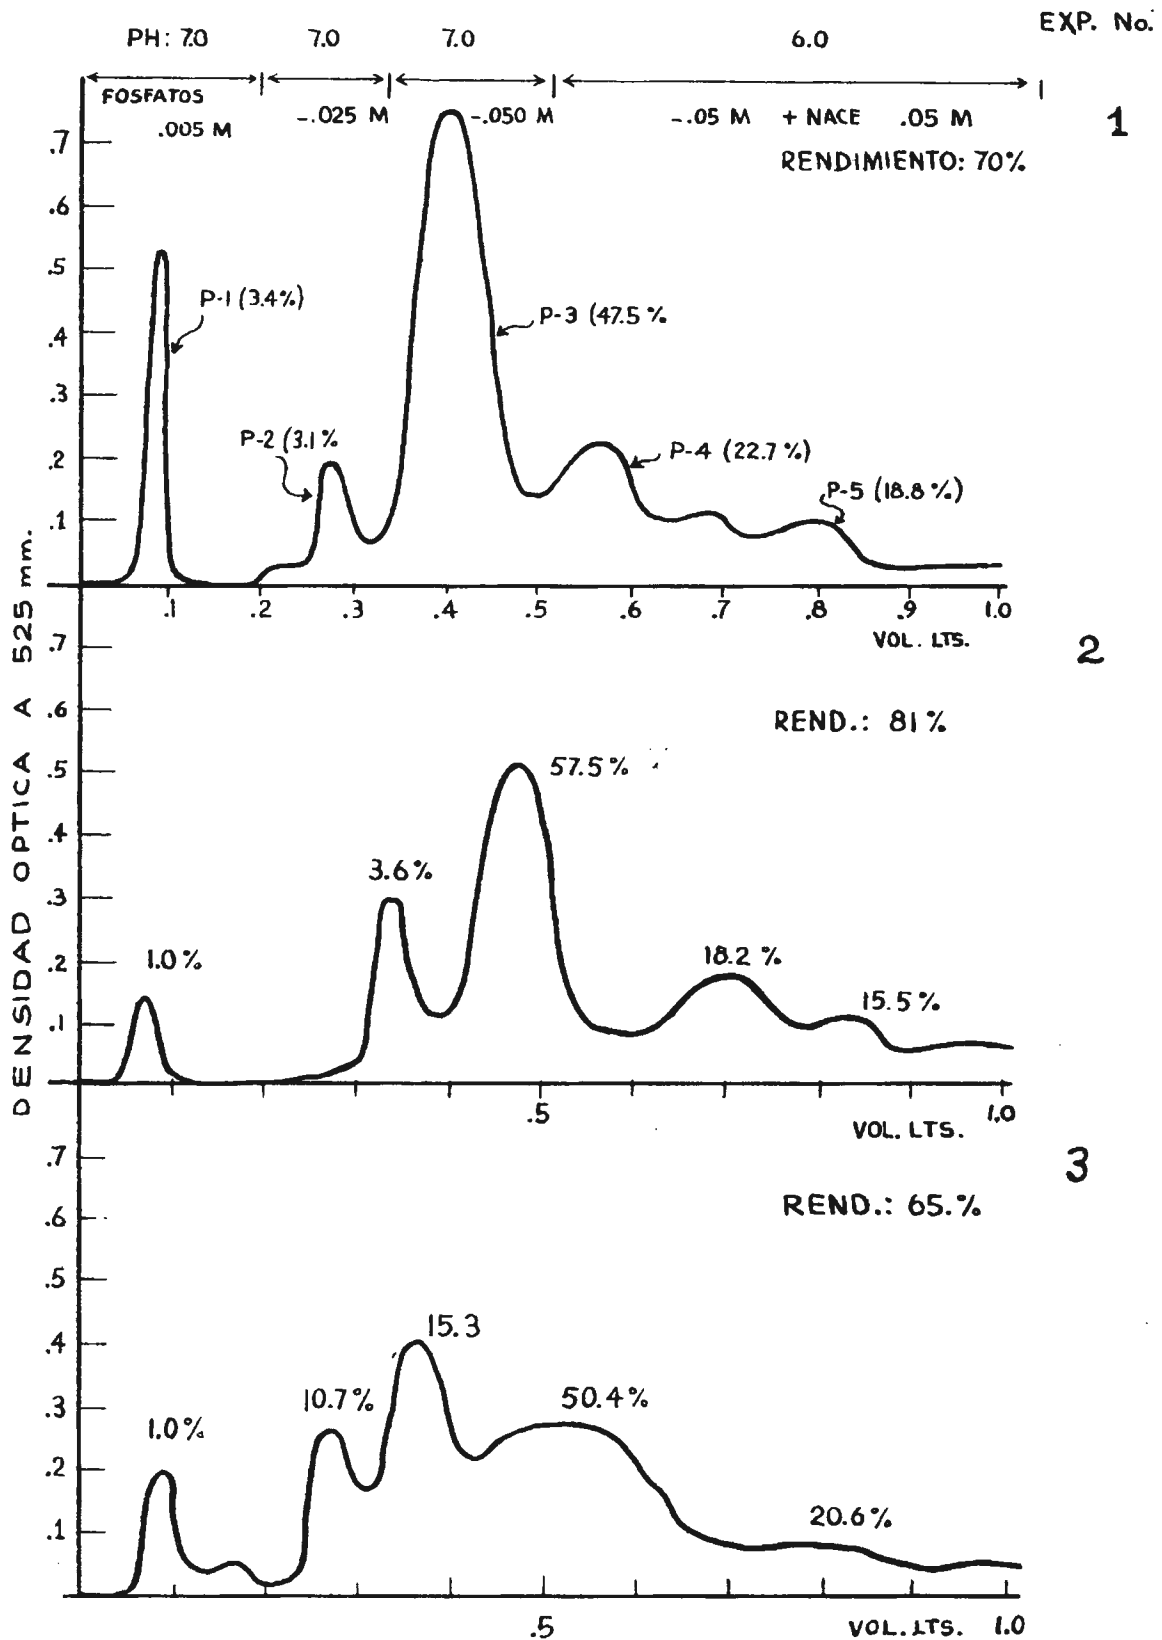 EXP. No.
PH: 7.0 7.0 7.0 6.0
FOSFATOS
.005 M -.025 M -.050 M -.05 M + NACE .05 M
1
RENDIMIENTO: 70%
.7
.6
.5
.4
.3
.2
.1
P-1 (3.4%)
P-2 (3.1%
P-3 (47.5%
P-4 (22.7%)
P-5 (18.8%)
.1 .2 .3 .4 .5 .6 .7 .8 .9 1.0
VOL. LTS.
DENSIDAD OPTICA A 525 mm.
2
REND.: 81%
.7
.6
.5
.4
.3
.2
.1
1.0%
3.6%
57.5%
18.2%
15.5%
.5 1.0
VOL. LTS.
3
REND.: 65.%
.7
.6
.5
.4
.3
.2
.1
1.0%
10.7%
15.3
50.4%
20.6%
.5 VOL. LTS. 1.0